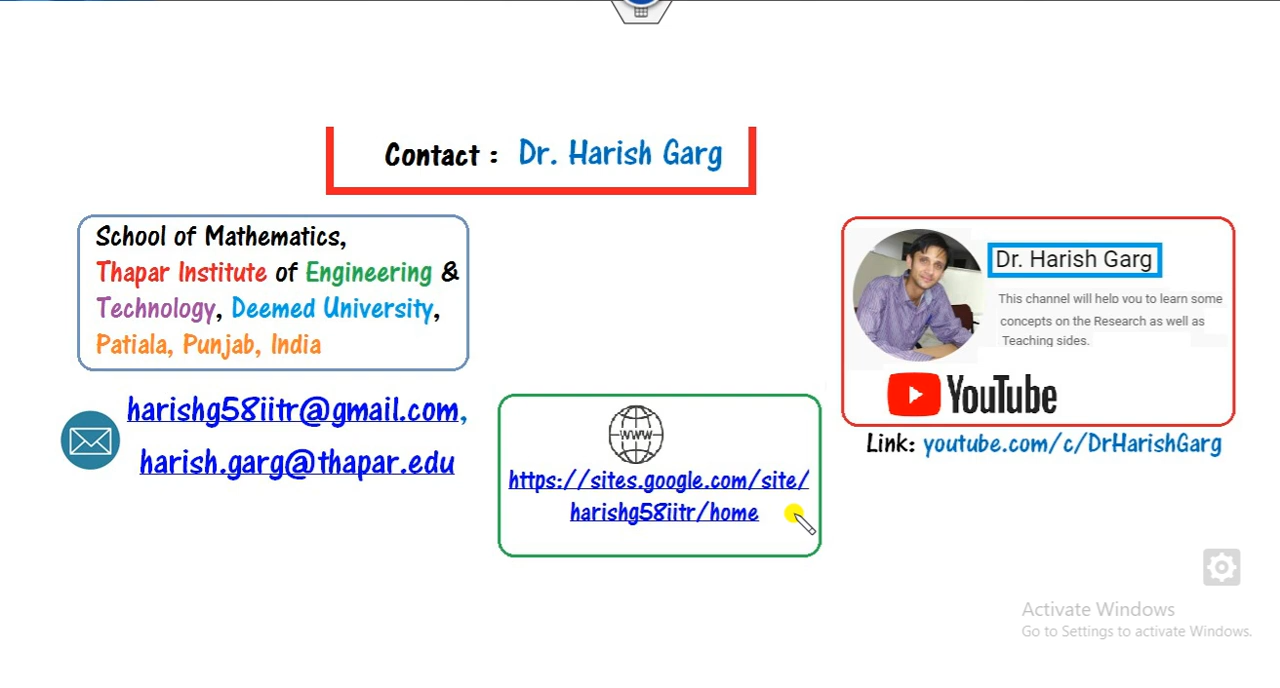 Contact : Dr. Harish Garg
School of Mathematics,
Thapar Institute of Engineering &
Technology, Deemed University,
Patiala, Punjab, India
harishg58iitr@gmail.com,
harish.garg@thapar.edu
WWW
https://sites.google.com/site/
harishg58iitr/home
Dr. Harish Garg
This channel will help you to learn some
concepts on the Research as well as
Teaching sides.
YouTube
Link: youtube.com/c/DrHarishGarg
Activate Windows
Go to Settings to activate Windows.